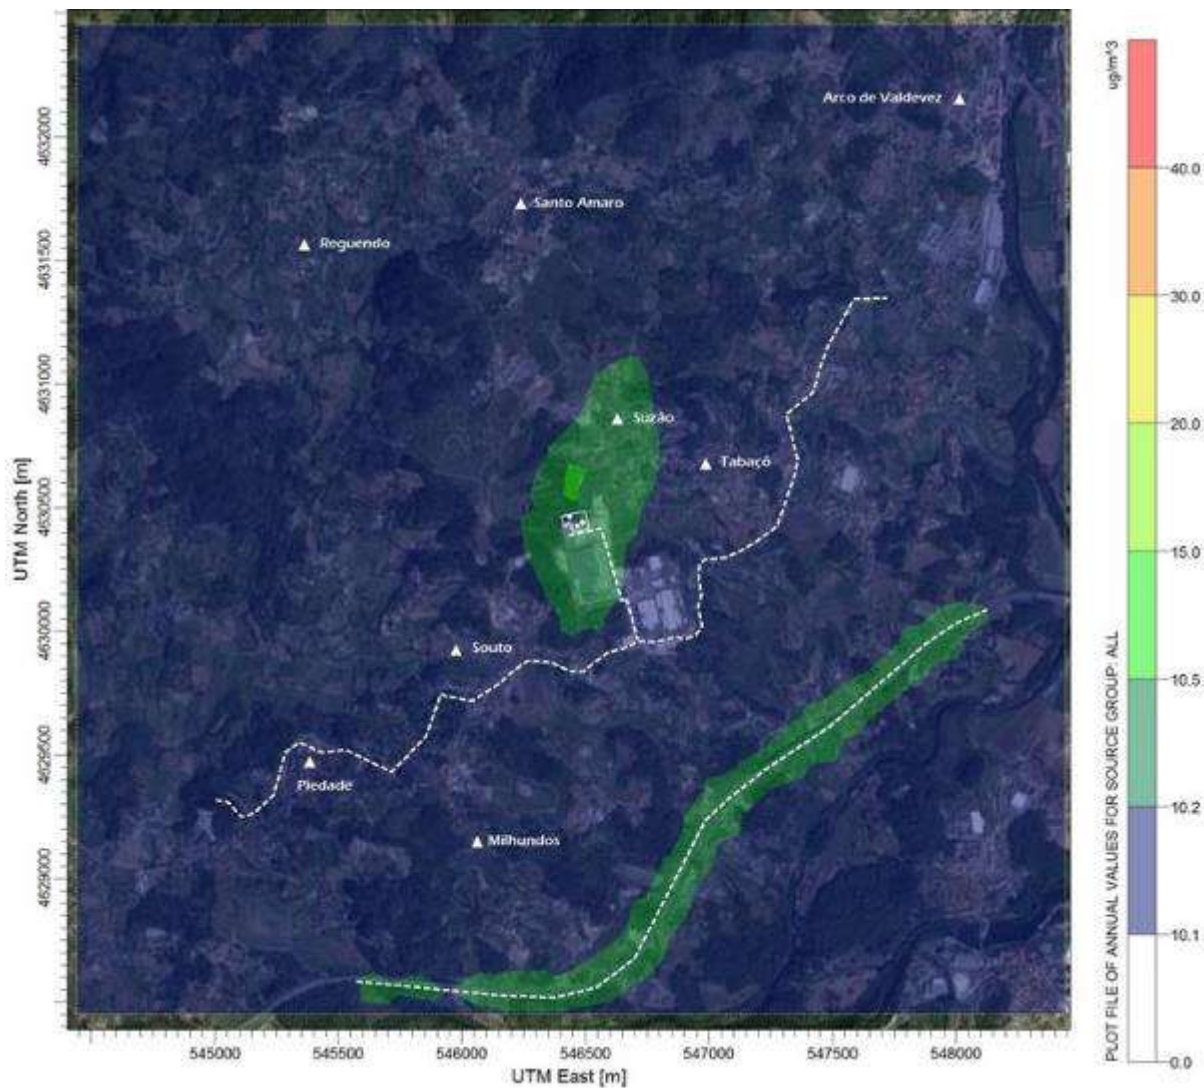 ug/m^3
Arco de Valdevez
Santo Amaro
Reguendo
Suzão
Tabaçô
Souto
Piedade
Milhundos
4632000
4631500
4631000
4630500
4630000
4629500
4629000
UTM North [m]
545000
545500
546000
546500
547000
547500
548000
UTM East [m]
40.0
30.0
20.0
15.0
10.5
10.2
10.1
0.0
PLOT FILE OF ANNUAL VALUES FOR SOURCE GROUP: ALL